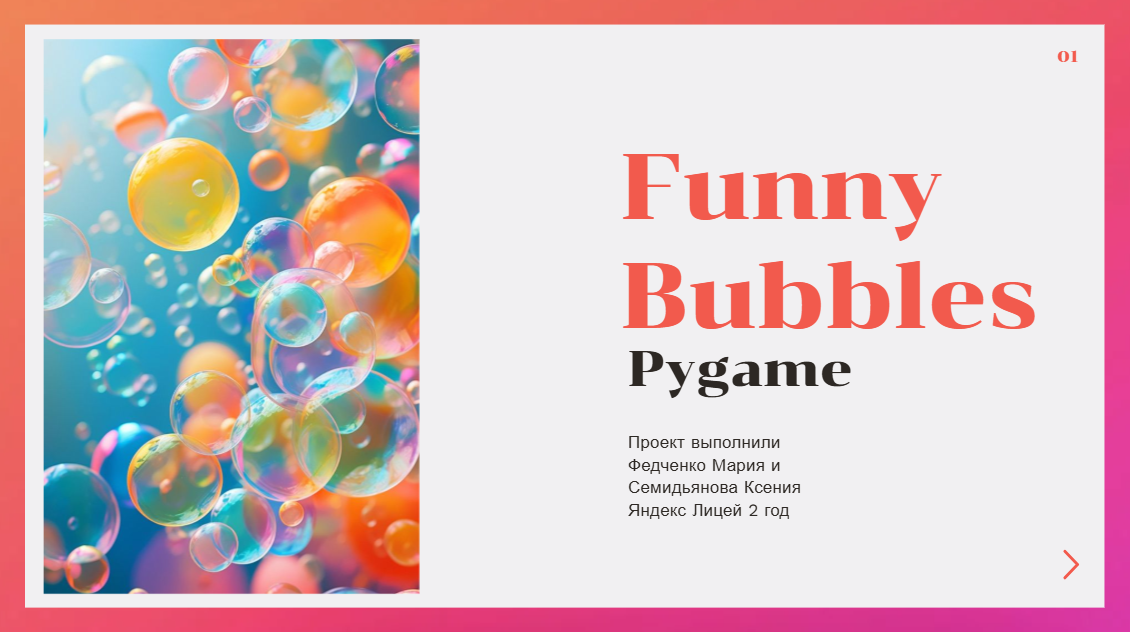 01
Funny
Bubbles
Pygame
Проект выполнили
Федченко Мария и
Семидьянова Ксения
Яндекс Лицей 2 год